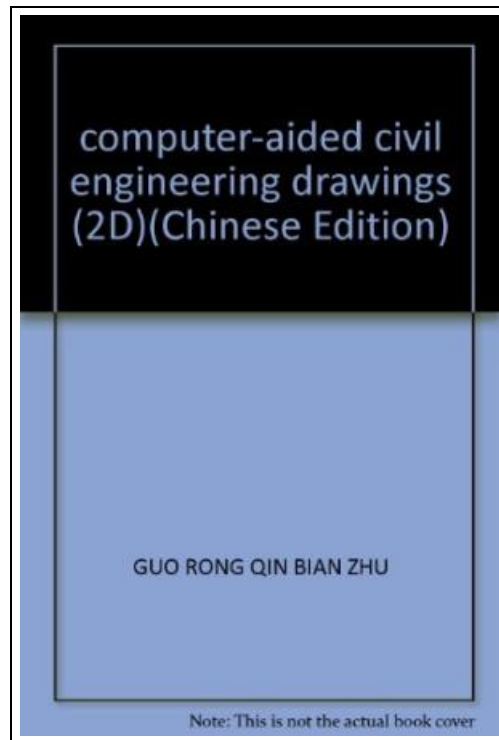 computer-aided civil
engineering drawings
(2D)(Chinese Edition)
GUO RONG QIN BIAN ZHU
Note: This is not the actual book cover